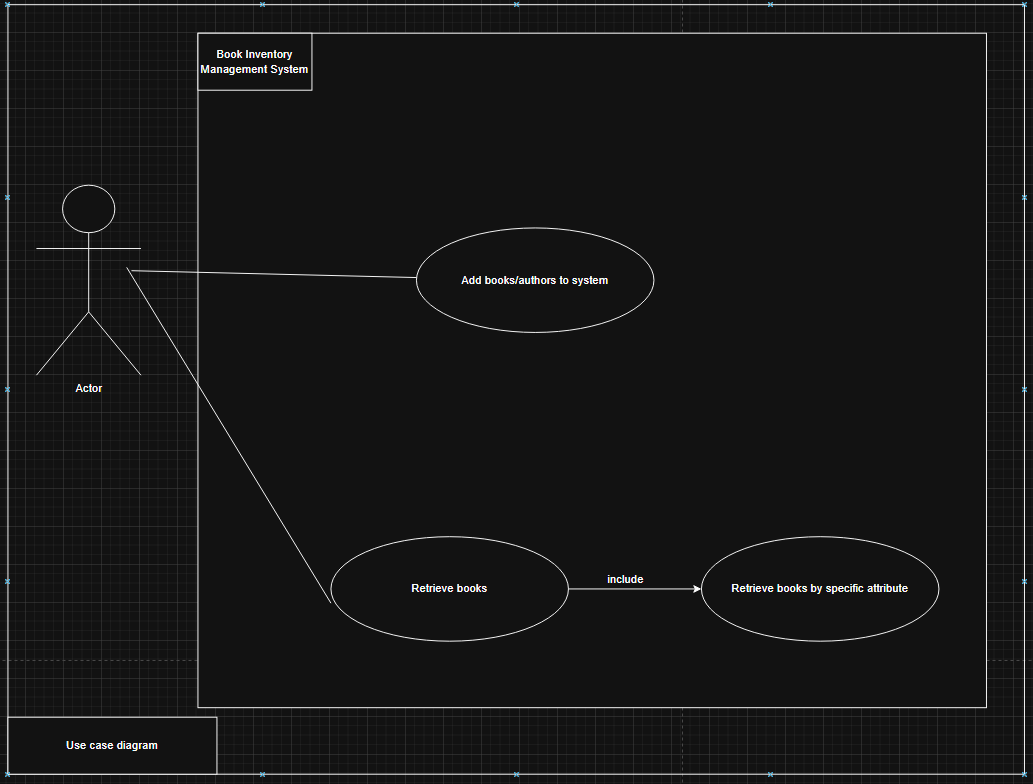 Book Inventory
Management System
Add books/authors to system
Actor
Retrieve books
include
Retrieve books by specific attribute
Use case diagram